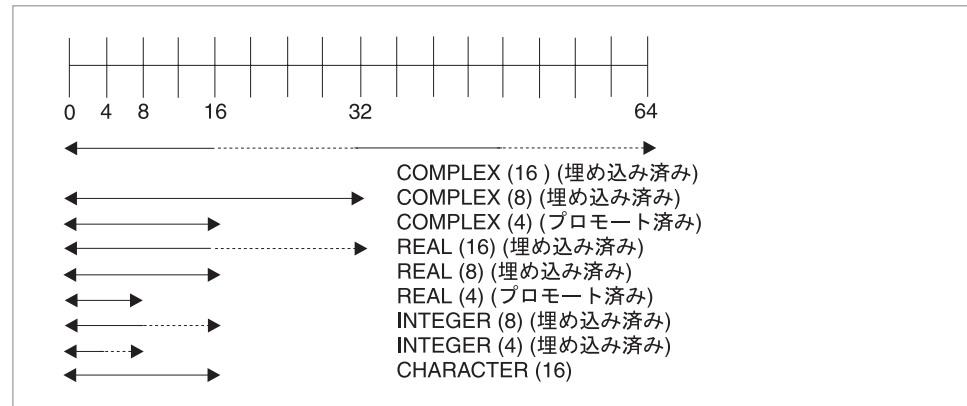 0 4 8 16 32 64
COMPLEX (16 ) (埋め込み済み)
COMPLEX (8) (埋め込み済み)
COMPLEX (4) (プロモート済み)
REAL (16) (埋め込み済み)
REAL (8) (埋め込み済み)
REAL (4) (プロモート済み)
INTEGER (8) (埋め込み済み)
INTEGER (4) (埋め込み済み)
CHARACTER (16)